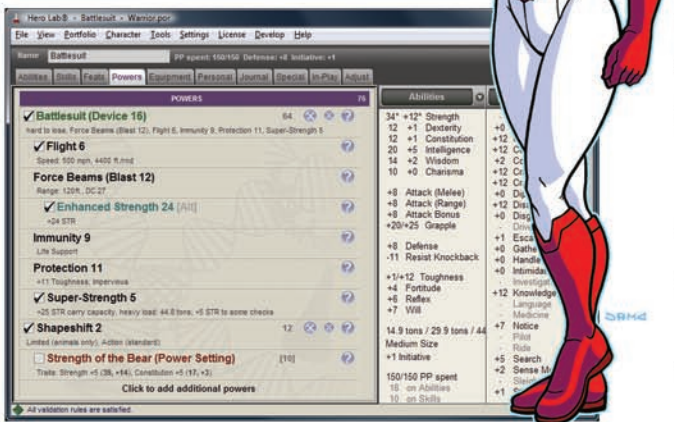 Hero Lab® - Battlesuit - Warrior.por
File View Portfolio Character Tools Settings License Develop Help
Name Battlesuit PP spent: 150/150 Defense: +8 Initiative: +1
Abilities Skills Feats Powers Equipment Personal Journal Special In-Play Adjust
POWERS 76
Battlesuit (Device 16) 64
hard to lose, Force Beams (Blast 12), Flight 6, Immunity 9, Protection 11, Super-Strength 5
Flight 6
Speed: 500 mph, 4400 ft./rnd
Force Beams (Blast 12)
Range: 120ft., DC 27
Enhanced Strength 24 [Alt]
+24 STR
Immunity 9
Life Support
Protection 11
+11 Toughness; Impervious
Super-Strength 5
+25 STR carry capacity, heavy load: 44.8 tons; +5 STR to some checks
Shapeshift 2 12
Limited (animals only), Action (standard)
Strength of the Bear (Power Setting) [10]
Traits: Strength +5 (39, +14), Constitution +5 (17, +3)
Click to add additional powers
All validation rules are satisfied
Abilities
34* +12* Strength
12 +1 Dexterity
12 +1 Constitution
20 +5 Intelligence
14 +2 Wisdom
10 +0 Charisma
+8 Attack (Melee)
+8 Attack (Range)
+8 Attack Bonus
+20/+25 Grapple
+8 Defense
-11 Resist Knockback
+1/+12 Toughness
+4 Fortitude
+6 Reflex
+7 Will
14.9 tons / 29.9 tons / 44
Medium Size
+1 Initiative
150/150 PP spent
16 on Abilities
10 on Skills
+0
+12
+12 C
+2 C
+12 C
+12 C
+0 Di
+12 Disa
+0 Disg
- Driv
+1 Esca
+0 Gathe
+0 Handle
+0 Intimidat
- Investigat
+12 Knowledge
- Language
- Medicine
+7 Notice
- Pilot
- Ride
+5 Search
+2 Sense M
- Sleig
+1